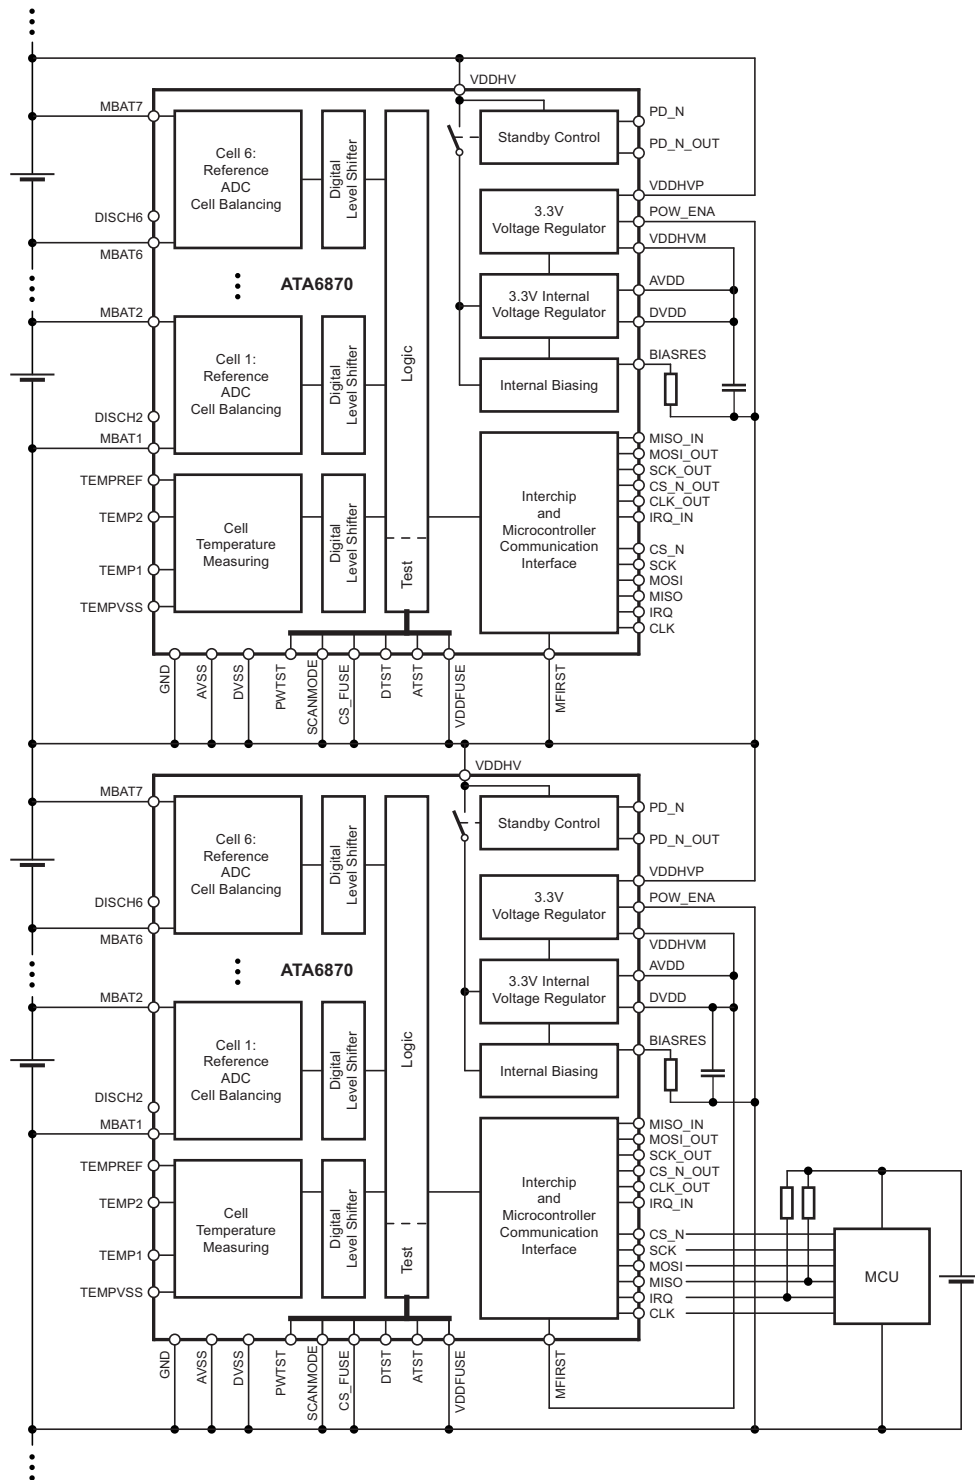 VDDHV
MBAT7
PD_N
Cell 6:
Reference
ADC
Cell Balancing
Digital
Level Shifter
Standby Control
PD_N_OUT
VDDHVP
DISCH6
3.3V
Voltage Regulator
POW_ENA
MBAT6
VDDHVM
ATA6870
AVDD
3.3V Internal
Voltage Regulator
MBAT2
DVDD
Cell 1:
Reference
ADC
Cell Balancing
Digital
Level Shifter
Logic
BIASRES
Internal Biasing
DISCH2
MBAT1
MISO_IN
MOSI_OUT
SCK_OUT
CS_N_OUT
CLK_OUT
IRQ_IN
TEMPREF
TEMP2
TEMP1
TEMPVSS
Cell
Temperature
Measuring
Digital
Level Shifter
Test
Interchip
and
Microcontroller
Communication
Interface
CS_N
SCK
MOSI
MISO
IRQ
CLK
GND
AVSS
DVSS
PWTST
SCANMODE
CS_FUSE
DTST
ATST
VDDFUSE
MFIRST
VDDHV
MBAT7
PD_N
Cell 6:
Reference
ADC
Cell Balancing
Digital
Level Shifter
Standby Control
PD_N_OUT
VDDHVP
DISCH6
3.3V
Voltage Regulator
POW_ENA
MBAT6
VDDHVM
ATA6870
AVDD
3.3V Internal
Voltage Regulator
MBAT2
DVDD
Cell 1:
Reference
ADC
Cell Balancing
Digital
Level Shifter
Logic
BIASRES
Internal Biasing
DISCH2
MBAT1
MISO_IN
MOSI_OUT
SCK_OUT
CS_N_OUT
CLK_OUT
IRQ_IN
TEMPREF
TEMP2
TEMP1
TEMPVSS
Cell
Temperature
Measuring
Digital
Level Shifter
Test
Interchip
and
Microcontroller
Communication
Interface
CS_N
SCK
MOSI
MISO
IRQ
CLK
MCU
GND
AVSS
DVSS
PWTST
SCANMODE
CS_FUSE
DTST
ATST
VDDFUSE
MFIRST